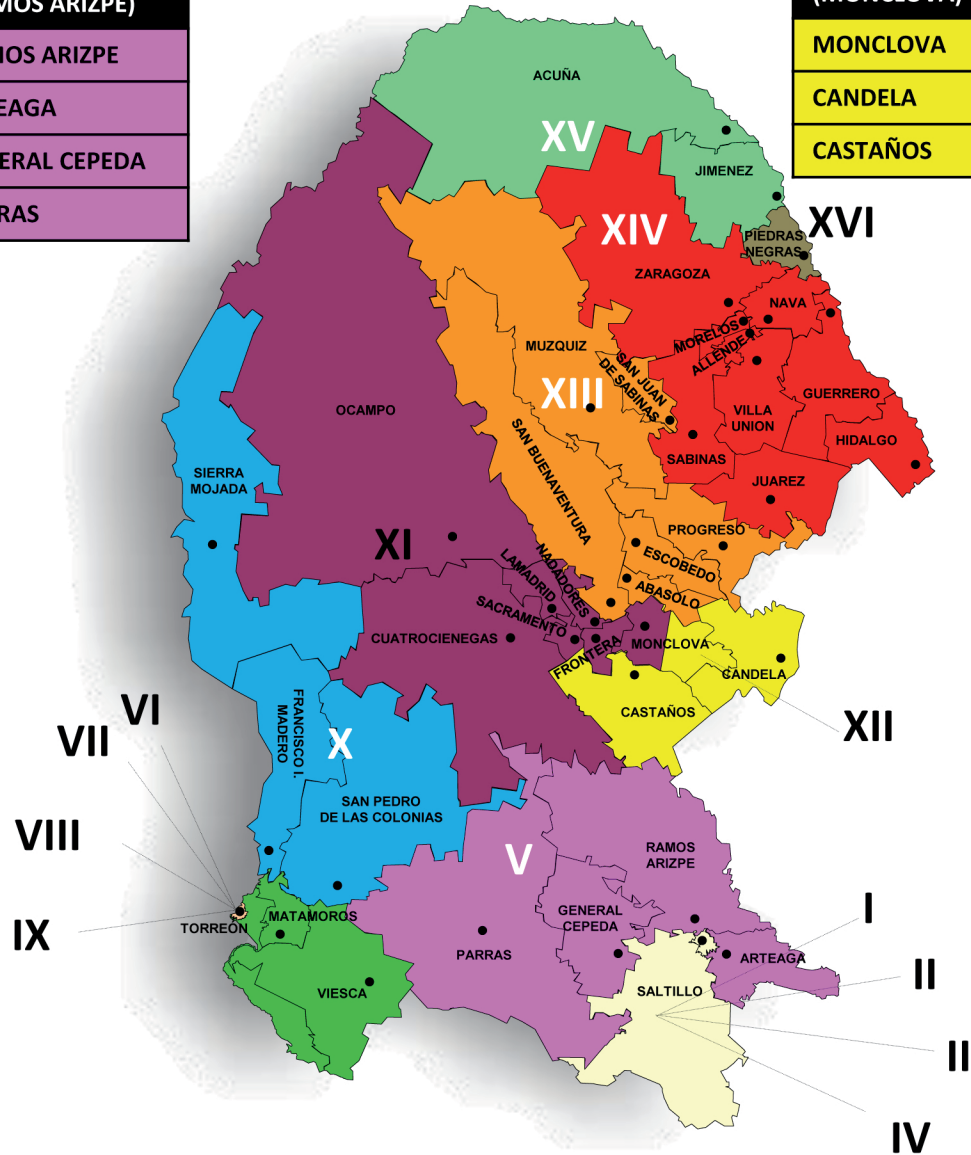 MOS ARIZPE)
MOS ARIZPE
EAGA
ERAL CEPEDA
RAS
(MONCLOVA)
MONCLOVA
CANDELA
CASTAÑOS
ACUÑA
XV
JIMENEZ
XVI
XIV
PIEDRAS
NEGRAS
ZARAGOZA
NAVA
MORELOS
ALLENDE
MUZQUIZ
SAN JUAN
DE SABINAS
XIII
GUERRERO
OCAMPO
VILLA
UNION
HIDALGO
SAN BUENAVENTURA
SABINAS
SIERRA
MOJADA
JUAREZ
PROGRESO
XI
ESCOBEDO
NADADORES
LAMADRID
ABASOLO
SACRAMENTO
CUATROCIENEGAS
FRONTERA
MONCLOVA
CANDELA
CASTAÑOS
XII
VI
VII
FRANCISCO I.
MADERO
X
SAN PEDRO
DE LAS COLONIAS
VIII
V
RAMOS
ARIZPE
I
IX
TORREÓN
MATAMOROS
GENERAL
CEPEDA
PARRAS
ARTEAGA
II
VIESCA
SALTILLO
II
IV